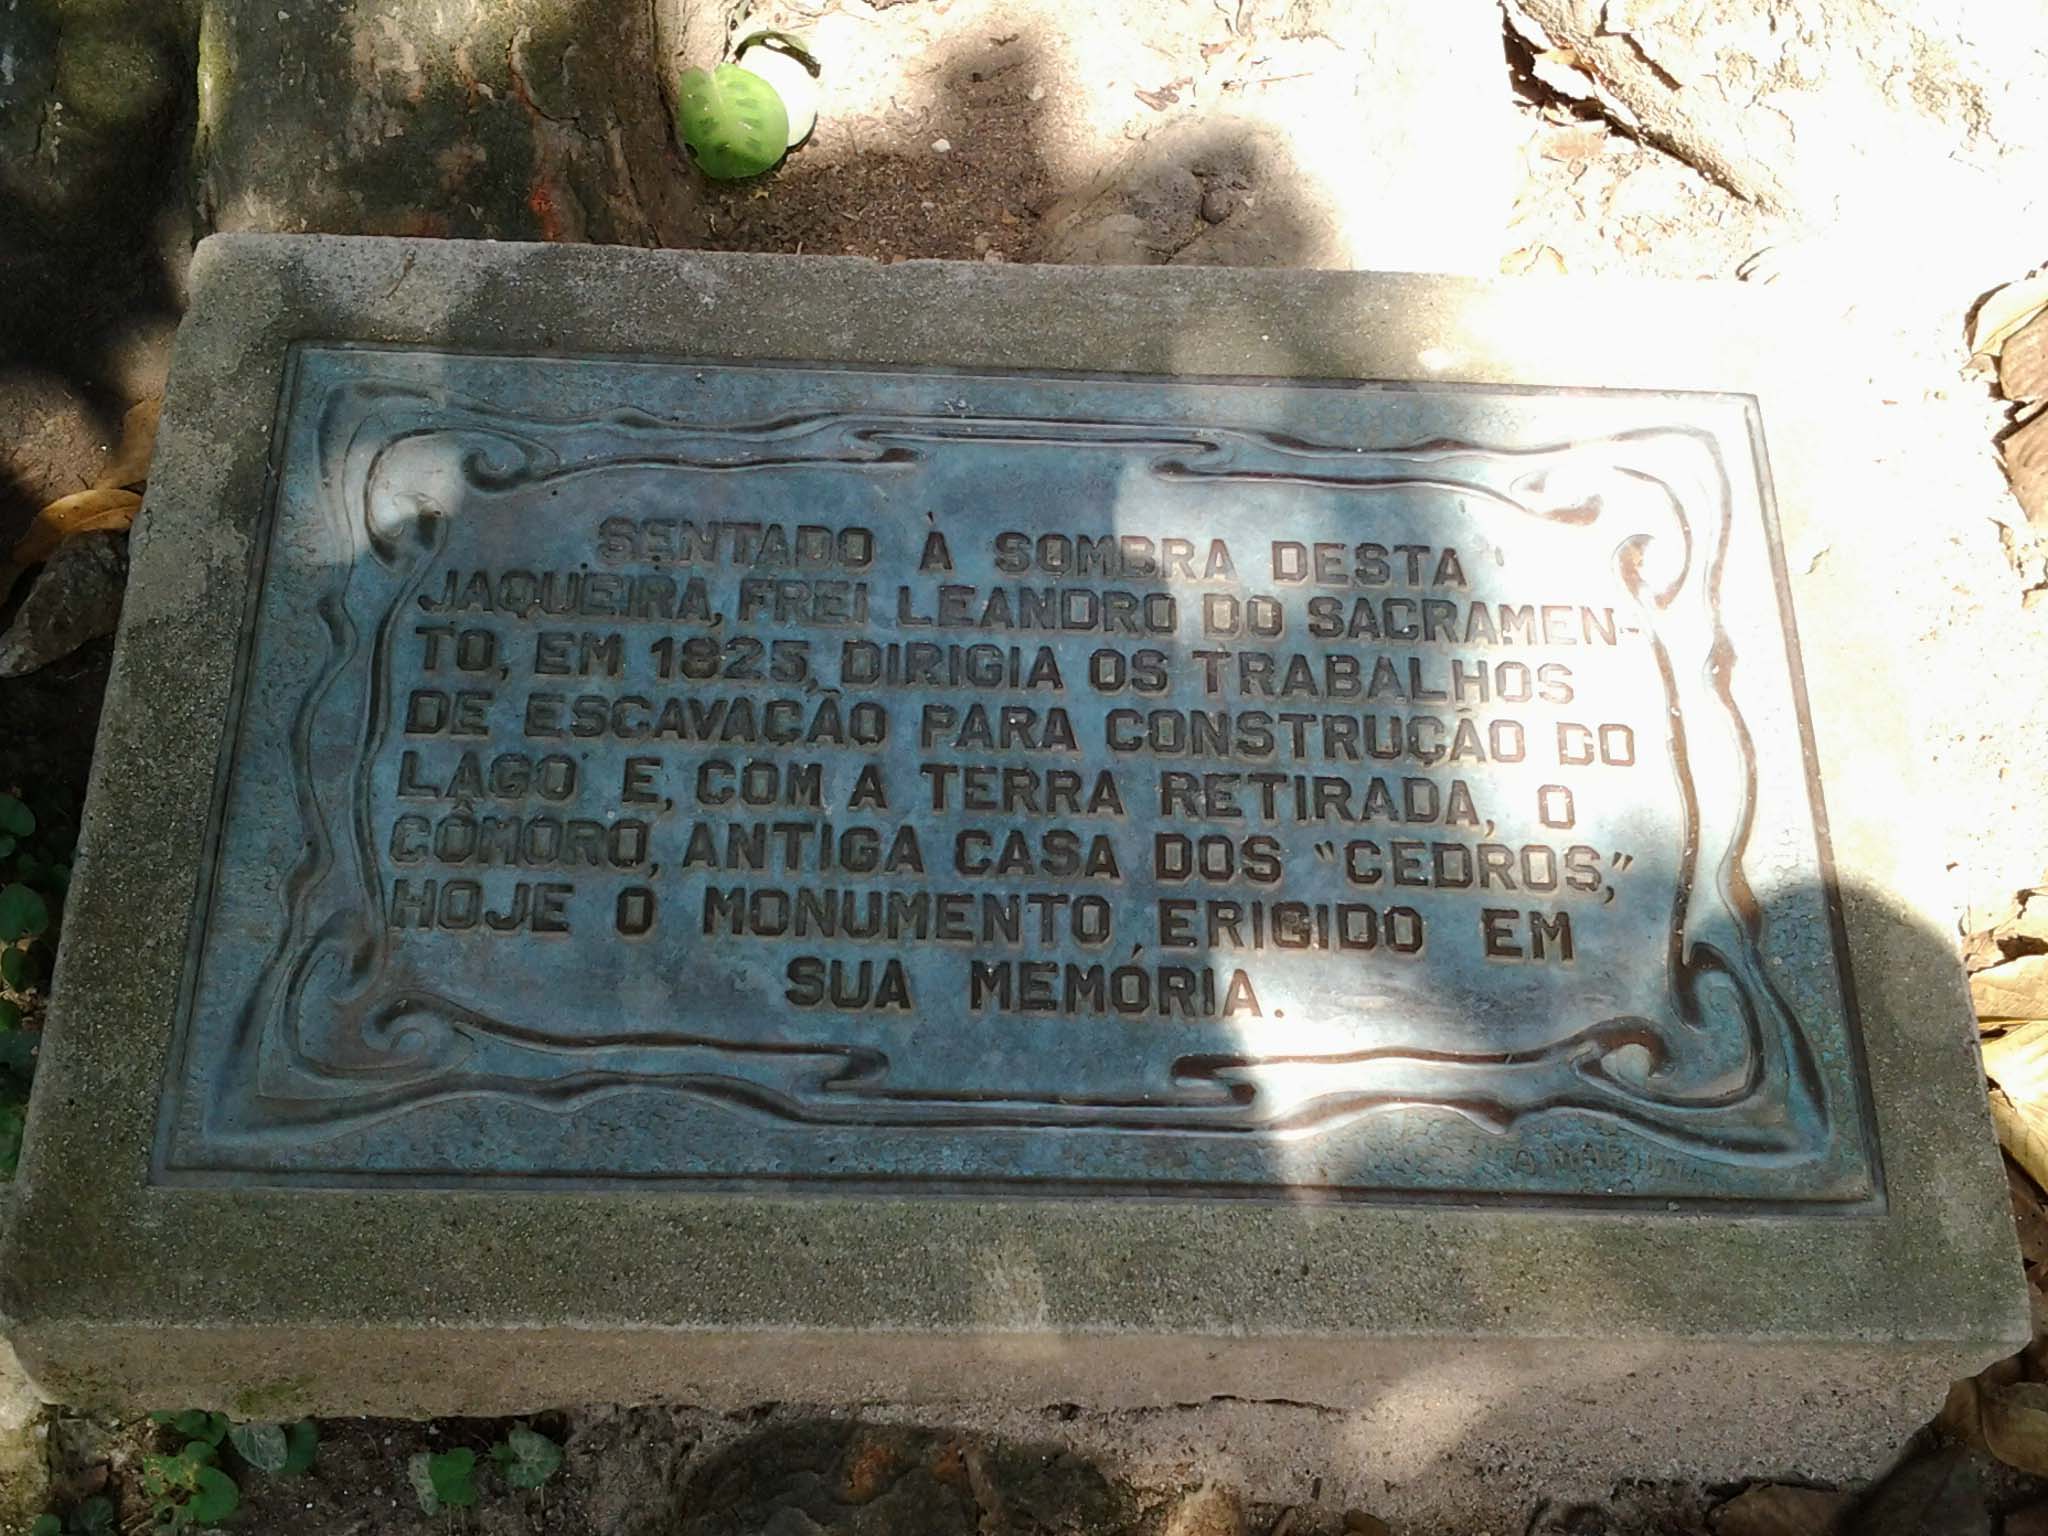 SENTADO À SOMBRA DESTA
JAQUEIRA, FREI LEANDRO DO SACRAMEN-
TO, EM 1825, DIRIGIA OS TRABALHOS
DE ESCAVAÇÃO PARA CONSTRUÇÃO DO
LAGO E, COM A TERRA RETIRADA, O
CÔMORO, ANTIGA CASA DOS "CEDROS,"
HOJE O MONUMENTO ERIGIDO EM
SUA MEMÓRIA.